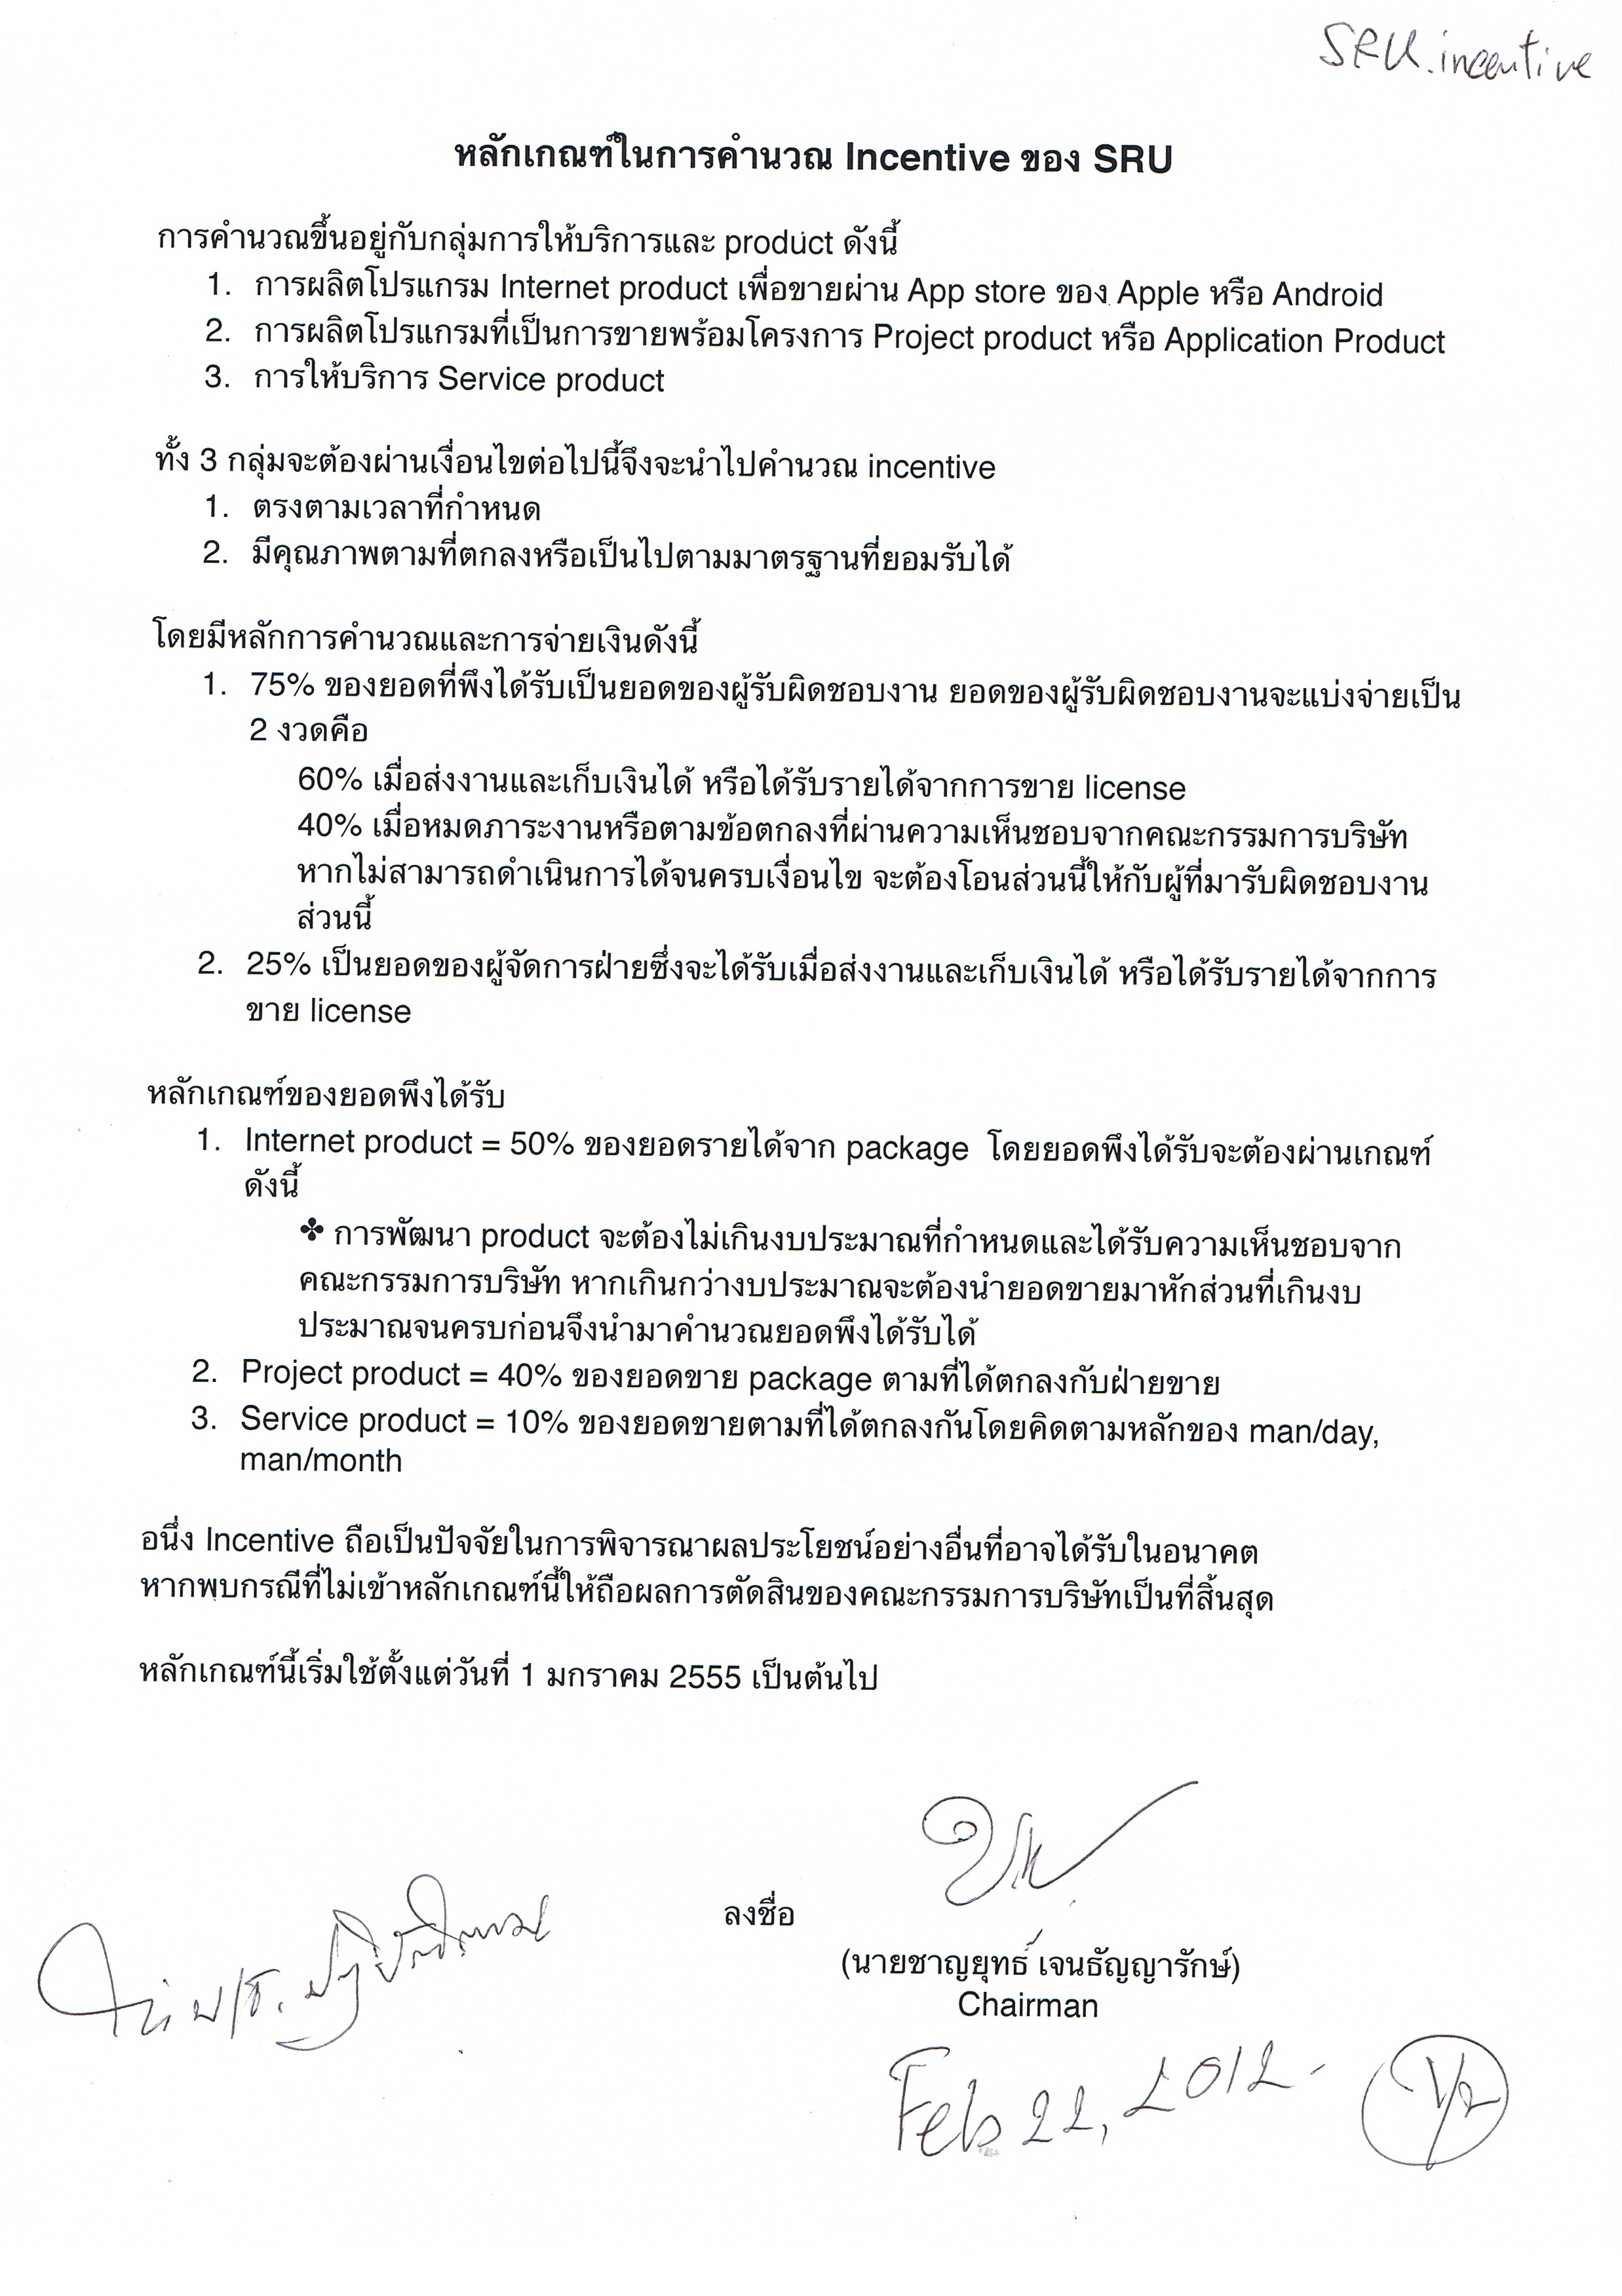 SRU.incentive
หลักเกณฑ์ในการคำนวณ Incentive ของ SRU
การคำนวณขึ้นอยู่กับกลุ่มการให้บริการและ product ดังนี้
1. การผลิตโปรแกรม Internet product เพื่อขายผ่าน App store ของ Apple หรือ Android
2. การผลิตโปรแกรมที่เป็นการขายพร้อมโครงการ Project product หรือ Application Product
3. การให้บริการ Service product
ทั้ง 3 กลุ่มจะต้องผ่านเงื่อนไขต่อไปนี้จึงจะนำไปคำนวณ incentive
1. ตรงตามเวลาที่กำหนด
2. มีคุณภาพตามที่ตกลงหรือเป็นไปตามมาตรฐานที่ยอมรับได้
โดยมีหลักการคำนวณและการจ่ายเงินดังนี้
1. 75% ของยอดที่พึงได้รับเป็นยอดของผู้รับผิดชอบงาน ยอดของผู้รับผิดชอบงานจะแบ่งจ่ายเป็น
2 งวดคือ
60% เมื่อส่งงานและเก็บเงินได้ หรือได้รับรายได้จากการขาย license
40% เมื่อหมดภาระงานหรือตามข้อตกลงที่ผ่านความเห็นชอบจากคณะกรรมการบริษัท
หากไม่สามารถดำเนินการได้จนครบเงื่อนไข จะต้องโอนส่วนนี้ให้กับผู้ที่มารับผิดชอบงาน
ส่วนนี้
2. 25% เป็นยอดของผู้จัดการฝ่ายซึ่งจะได้รับเมื่อส่งงานและเก็บเงินได้ หรือได้รับรายได้จากการ
ขาย license
หลักเกณฑ์ของยอดพึงได้รับ
1. Internet product = 50% ของยอดรายได้จาก package โดยยอดพึงได้รับจะต้องผ่านเกณฑ์
ดังนี้
✤ การพัฒนา product จะต้องไม่เกินงบประมาณที่กำหนดและได้รับความเห็นชอบจาก
คณะกรรมการบริษัท หากเกินกว่างบประมาณจะต้องนำยอดขายมาหักส่วนที่เกินงบ
ประมาณจนครบก่อนจึงนำมาคำนวณยอดพึงได้รับได้
2. Project product = 40% ของยอดขาย package ตามที่ได้ตกลงกับฝ่ายขาย
3. Service product = 10% ของยอดขายตามที่ได้ตกลงกันโดยคิดตามหลักของ man/day,
man/month
อนึ่ง Incentive ถือเป็นปัจจัยในการพิจารณาผลประโยชน์อย่างอื่นที่อาจได้รับในอนาคต
หากพบกรณีที่ไม่เข้าหลักเกณฑ์นี้ให้ถือผลการตัดสินของคณะกรรมการบริษัทเป็นที่สิ้นสุด
หลักเกณฑ์นี้เริ่มใช้ตั้งแต่วันที่ 1 มกราคม 2555 เป็นต้นไป
ลงชื่อ
(นายชาญยุทธ์ เจนธัญญารักษ์)
Chairman
Feb 22, 2012
1/2